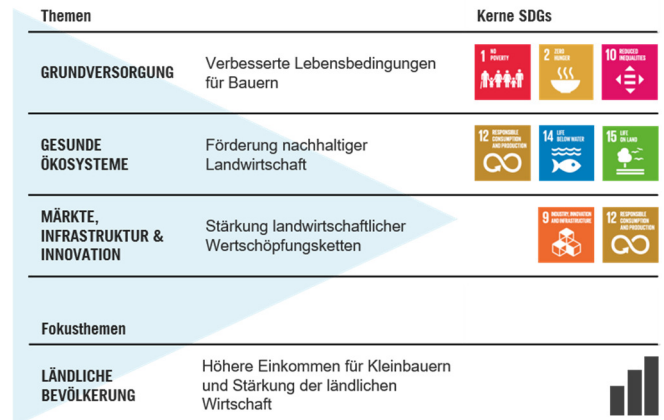 Themen
Kerne SDGs
GRUNDVERSORGUNG
Verbesserte Lebensbedingungen
für Bauern
1 NO
POVERTY
2 ZERO
HUNGER
10 REDUCED
INEQUALITIES
GESUNDE
ÖKOSYSTEME
Förderung nachhaltiger
Landwirtschaft
12 RESPONSIBLE
CONSUMPTION
AND PRODUCTION
14 LIFE
BELOW WATER
15 LIFE
ON LAND
MÄRKTE,
INFRASTRUKTUR &
INNOVATION
Stärkung landwirtschaftlicher
Wertschöpfungsketten
9 INDUSTRY, INNOVATION
AND INFRASTRUCTURE
12 RESPONSIBLE
CONSUMPTION
AND PRODUCTION
Fokusthemen
LÄNDLICHE
BEVÖLKERUNG
Höhere Einkommen für Kleinbauern
und Stärkung der ländlichen
Wirtschaft